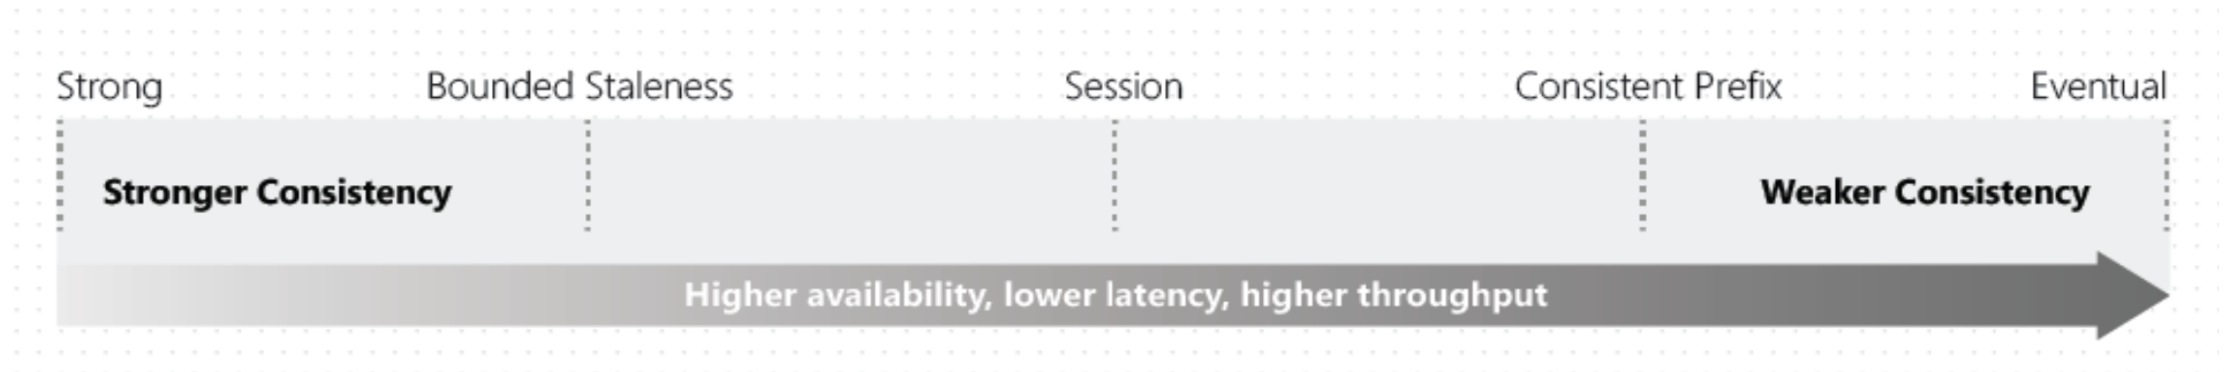 Strong
Bounded Staleness
Session
Consistent Prefix
Eventual
Stronger Consistency
Weaker Consistency
Higher availability, lower latency, higher throughput